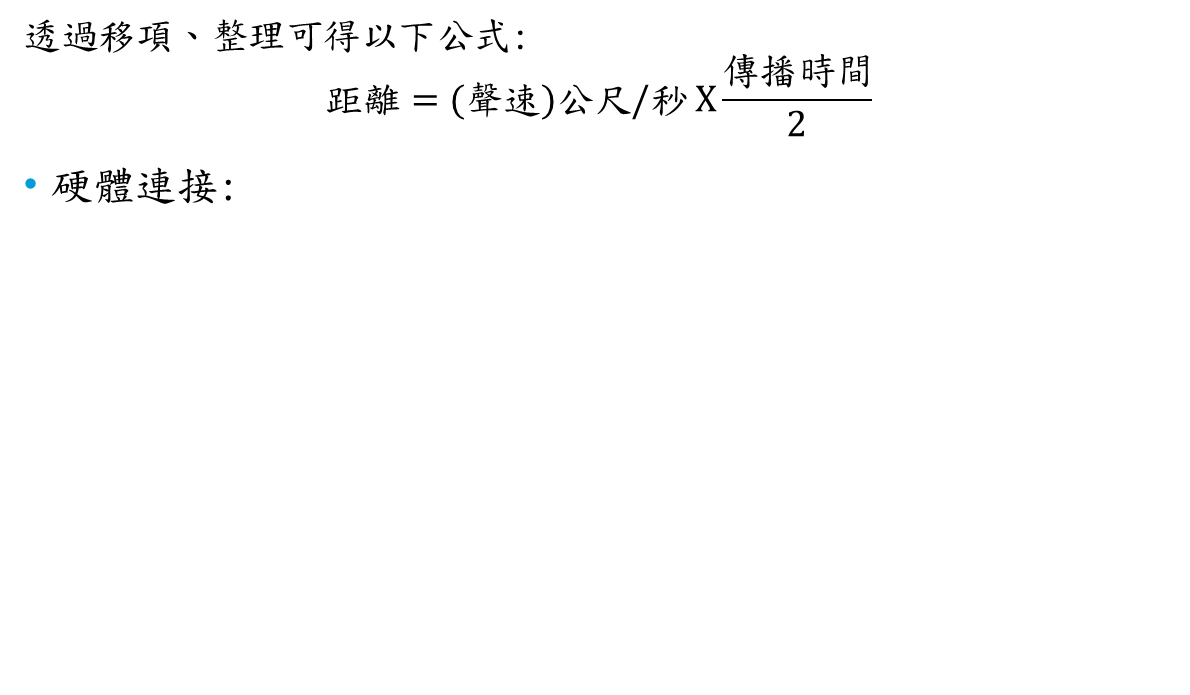 透過移項、整理可得以下公式:
距離 = (聲速)公尺/秒 X 傳播時間/2
• 硬體連接: